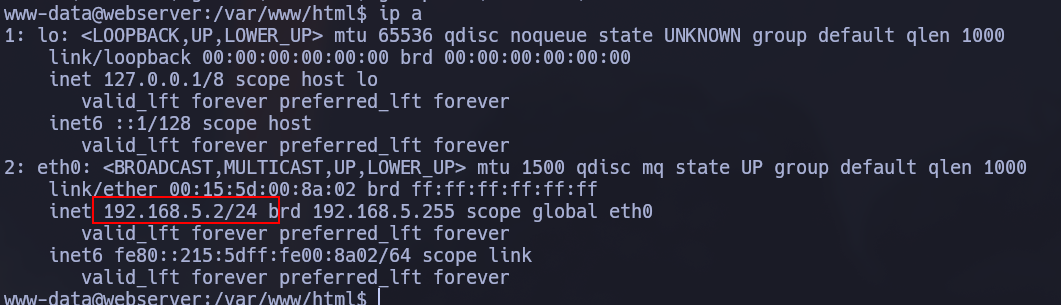 www-data@webserver:/var/www/html$ ip a
1: lo: <LOOPBACK,UP,LOWER_UP> mtu 65536 qdisc noqueue state UNKNOWN group default qlen 1000
    link/loopback 00:00:00:00:00:00 brd 00:00:00:00:00:00
    inet 127.0.0.1/8 scope host lo
       valid_lft forever preferred_lft forever
    inet6 ::1/128 scope host
       valid_lft forever preferred_lft forever
2: eth0: <BROADCAST,MULTICAST,UP,LOWER_UP> mtu 1500 qdisc mq state UP group default qlen 1000
    link/ether 00:15:5d:00:8a:02 brd ff:ff:ff:ff:ff:ff
    inet 192.168.5.2/24 brd 192.168.5.255 scope global eth0
       valid_lft forever preferred_lft forever
    inet6 fe80::215:5dff:fe00:8a02/64 scope link
       valid_lft forever preferred_lft forever
www-data@webserver:/var/www/html$